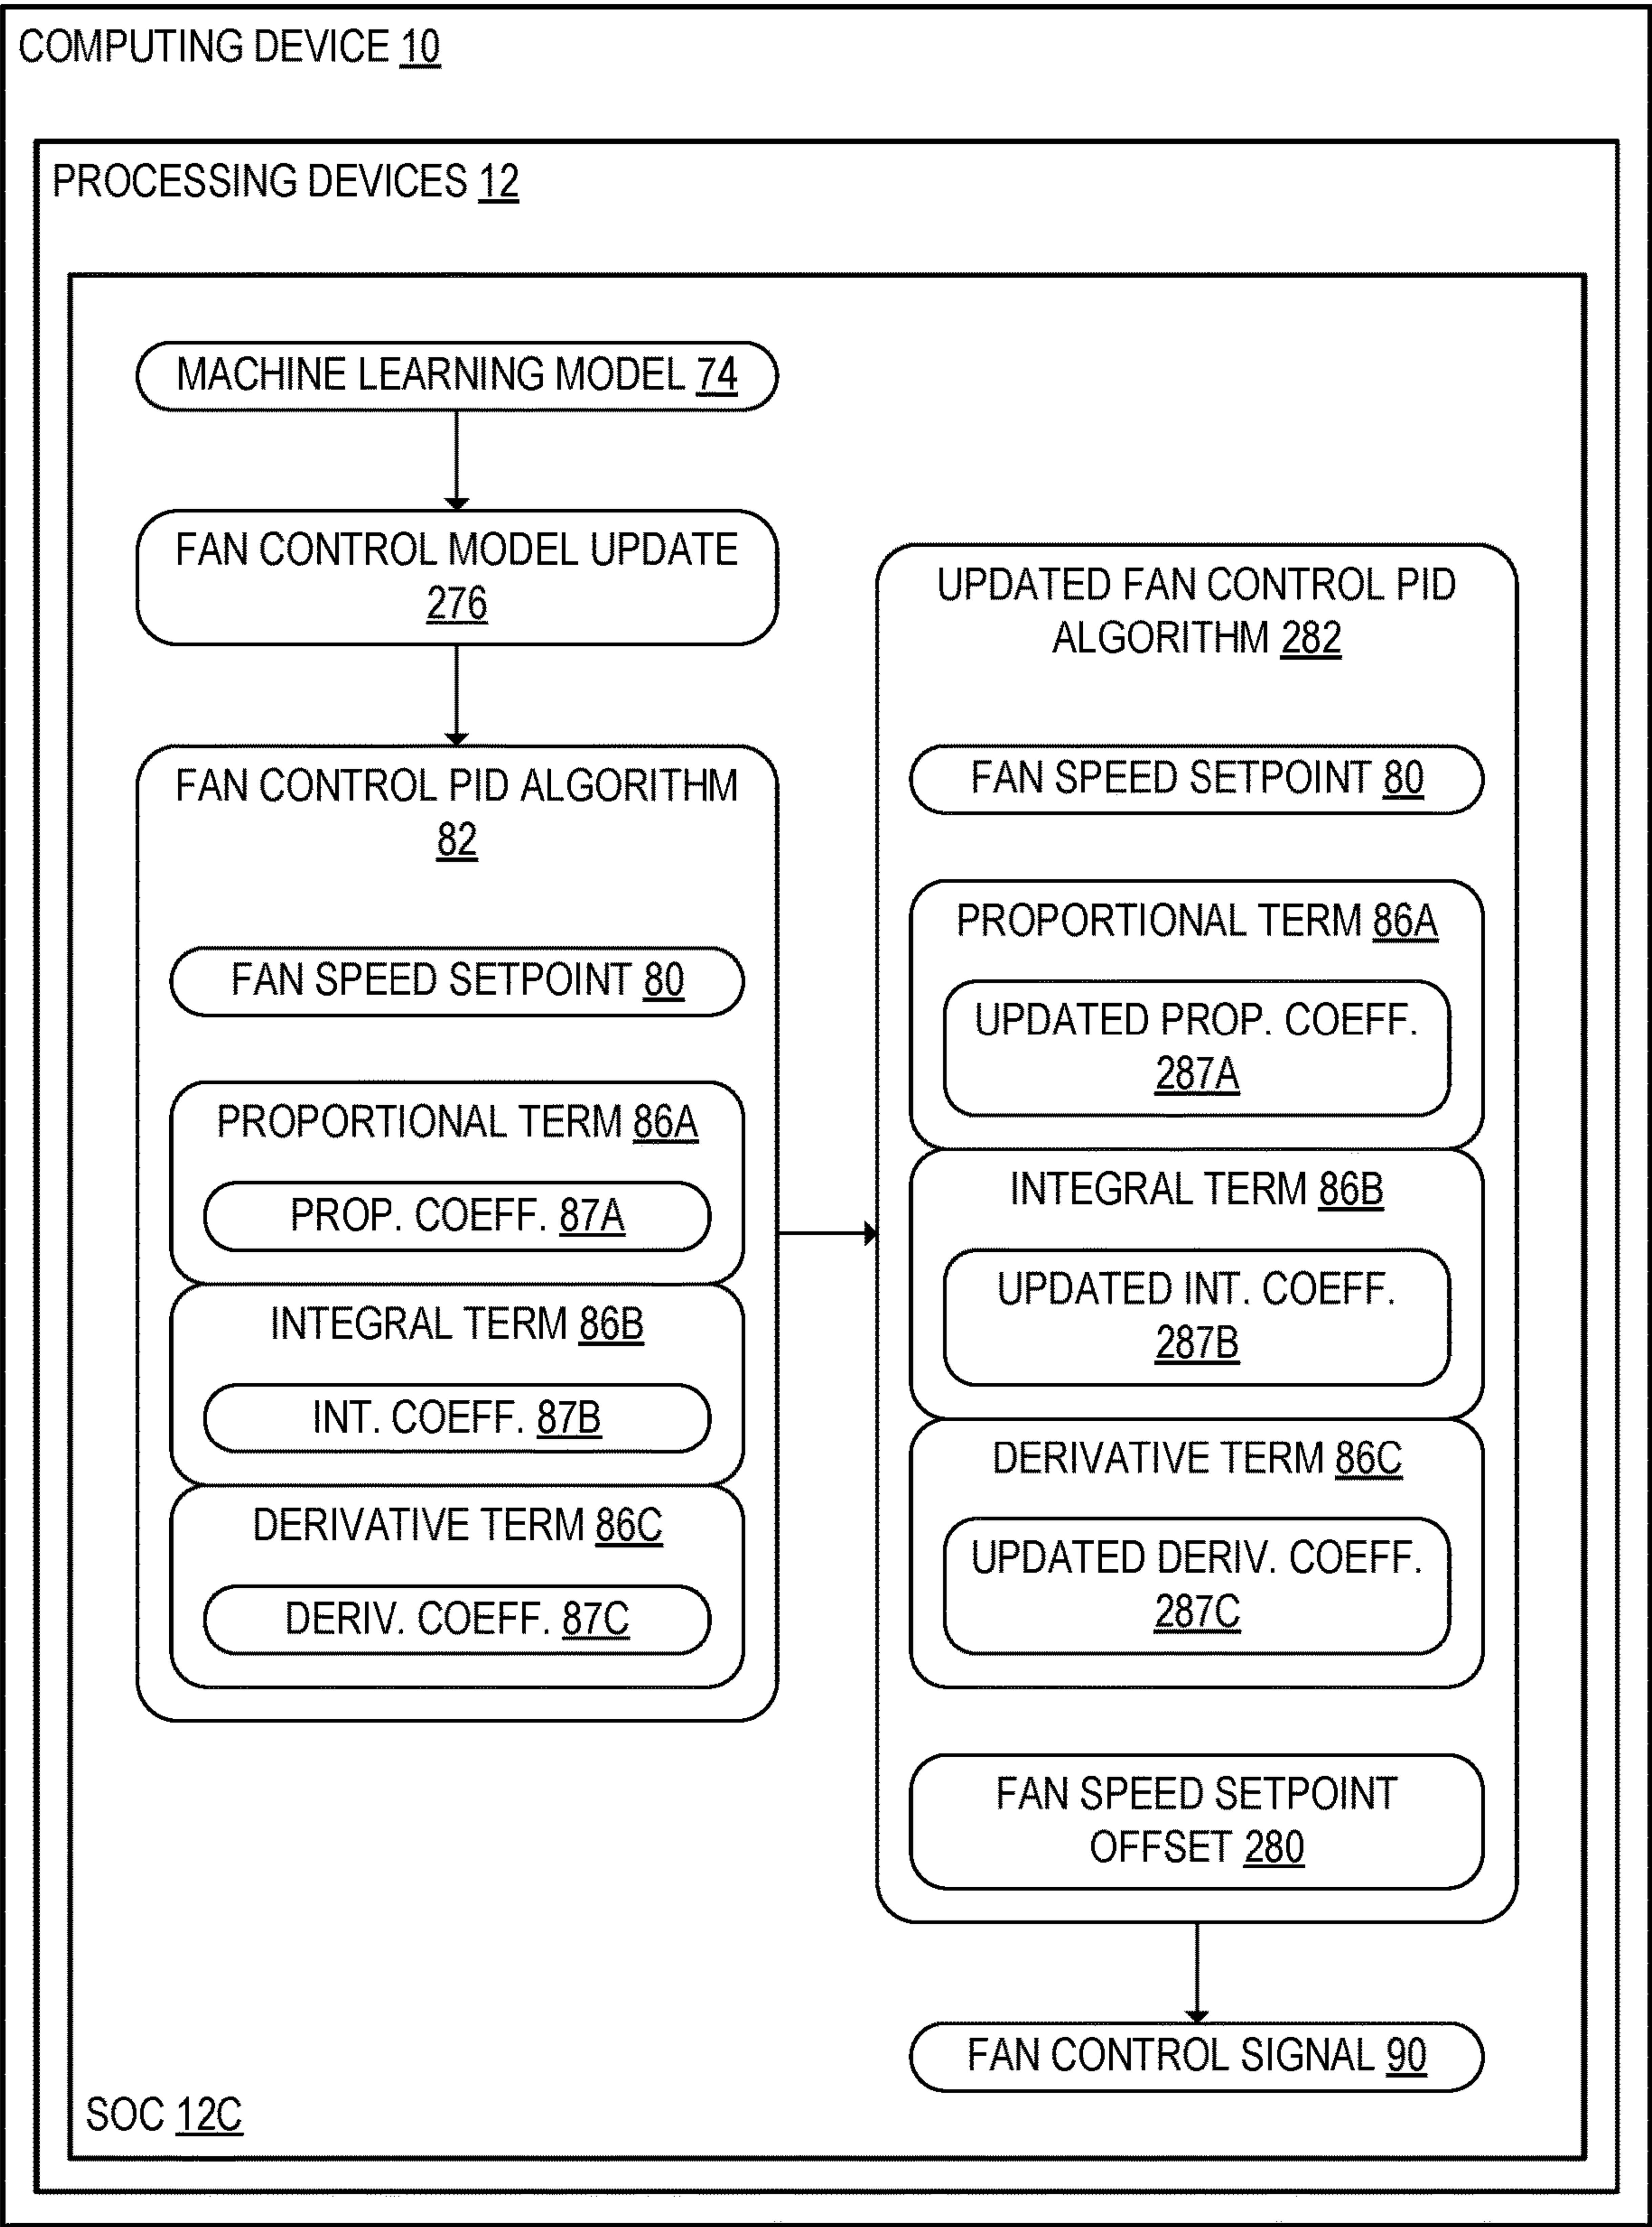 COMPUTING DEVICE 10
PROCESSING DEVICES 12
MACHINE LEARNING MODEL 74
FAN CONTROL MODEL UPDATE
276
FAN CONTROL PID ALGORITHM
82
FAN SPEED SETPOINT 80
PROPORTIONAL TERM 86A
PROP. COEFF. 87A
INTEGRAL TERM 86B
INT. COEFF. 87B
DERIVATIVE TERM 86C
DERIV. COEFF. 87C
UPDATED FAN CONTROL PID
ALGORITHM 282
FAN SPEED SETPOINT 80
PROPORTIONAL TERM 86A
UPDATED PROP. COEFF.
287A
INTEGRAL TERM 86B
UPDATED INT. COEFF.
287B
DERIVATIVE TERM 86C
UPDATED DERIV. COEFF.
287C
FAN SPEED SETPOINT
OFFSET 280
FAN CONTROL SIGNAL 90
SOC 12C